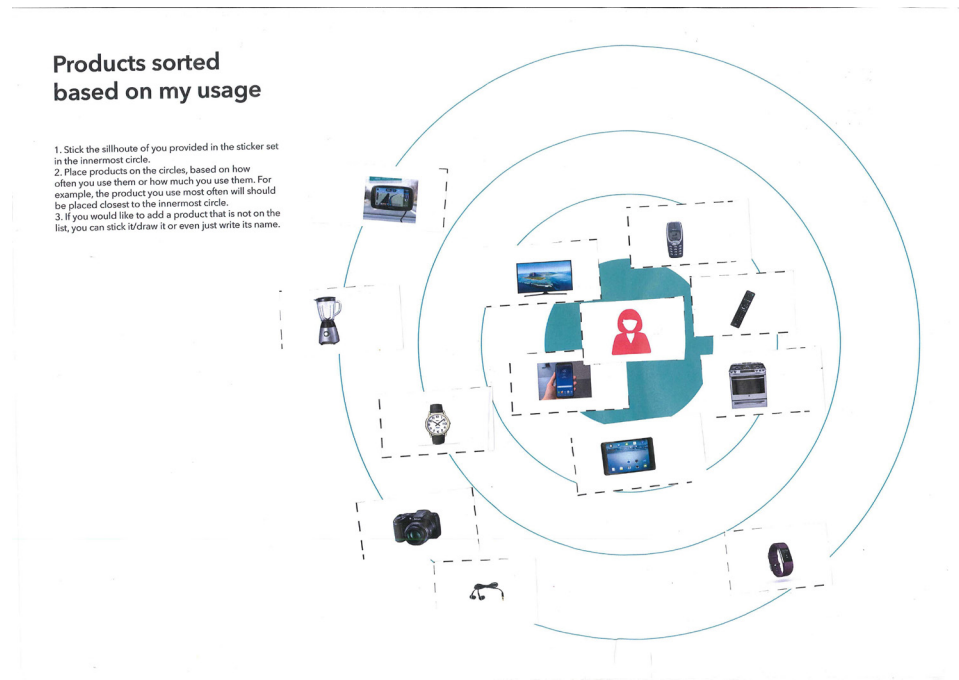 Products sorted
based on my usage
1. Stick the sillhoute of you provided in the sticker set
in the innermost circle.
2. Place products on the circles, based on how
often you use them or how much you use them. For
example, the product you use most often will should
be placed closest to the innermost circle.
3. If you would like to add a product that is not on the
list, you can stick it/draw it or even just write its name.